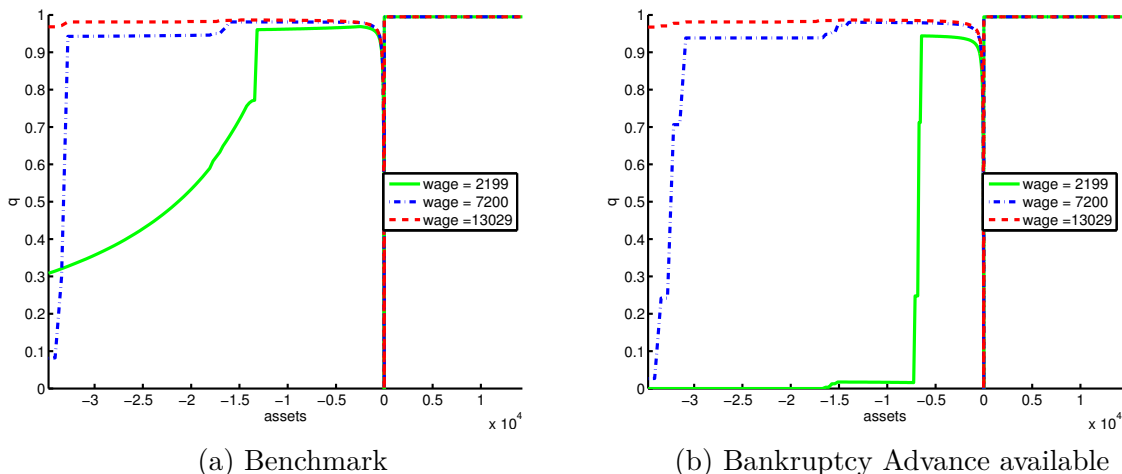 1
0.9
0.8
0.7
0.6
0.5
0.4
0.3
0.2
0.1
0
q
wage = 2199
wage = 7200
wage =13029
−3 −2.5 −2 −1.5 −1 −0.5 0 0.5 1
assets
x 10^4
(a) Benchmark
1
0.9
0.8
0.7
0.6
0.5
0.4
0.3
0.2
0.1
0
q
wage = 2199
wage = 7200
wage =13029
−3 −2.5 −2 −1.5 −1 −0.5 0 0.5 1
assets
x 10^4
(b) Bankruptcy Advance available